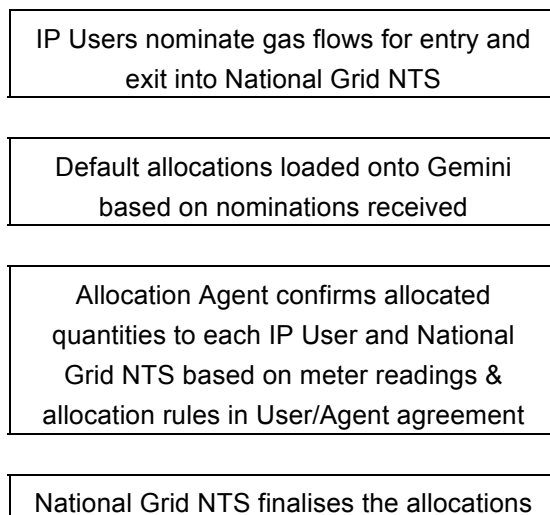 IP Users nominate gas flows for entry and
exit into National Grid NTS
Default allocations loaded onto Gemini
based on nominations received
Allocation Agent confirms allocated
quantities to each IP User and National
Grid NTS based on meter readings &
allocation rules in User/Agent agreement
National Grid NTS finalises the allocations